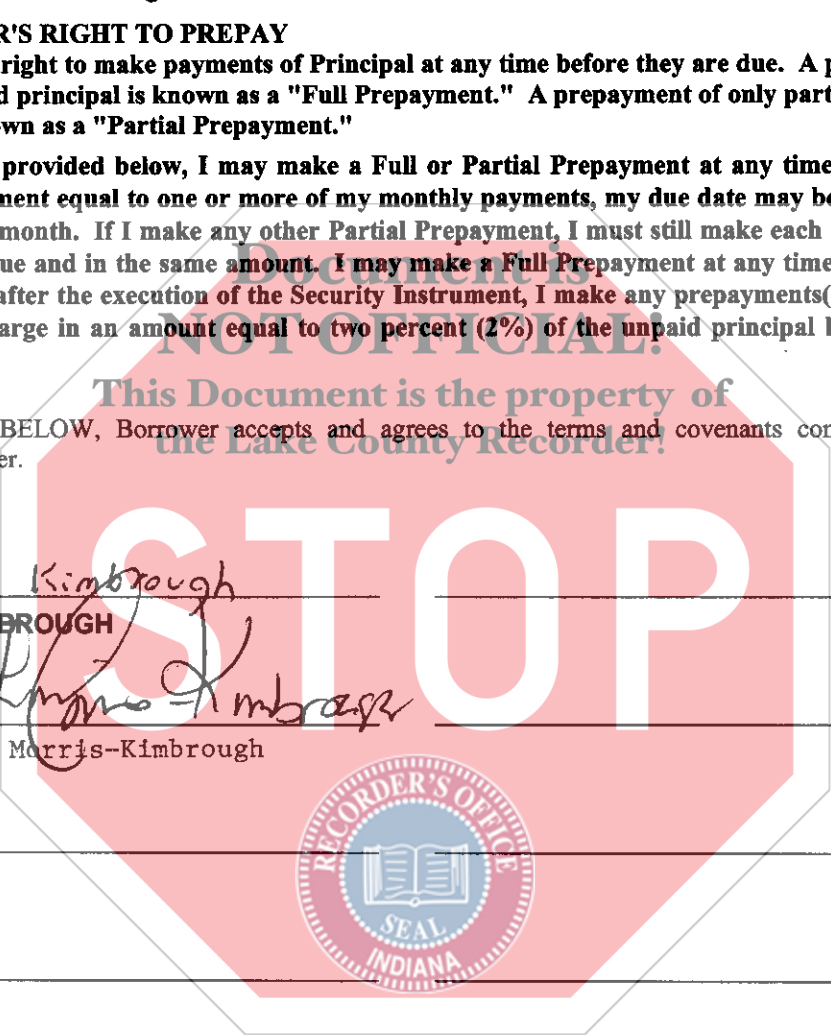 R'S RIGHT TO PREPAY
right to make payments of Principal at any time before they are due. A p
d principal is known as a "Full Prepayment." A prepayment of only part
wn as a "Partial Prepayment."
provided below, I may make a Full or Partial Prepayment at any time
ment equal to one or more of my monthly payments, my due date may be
month. If I make any other Partial Prepayment, I must still make each
ue and in the same amount. I may make a Full Prepayment at any time
after the execution of the Security Instrument, I make any prepayments(
arge in an amount equal to two percent (2%) of the unpaid principal b
Document is
NOT OFFICIAL!
This Document is the property of
the Lake County Recorder!
BELOW, Borrower accepts and agrees to the terms and covenants con
er.
STOP
Kimbrough
BROUGH
Kimbrough
Morris-Kimbrough
RECORDER'S OFFICE
SEAL
INDIANA